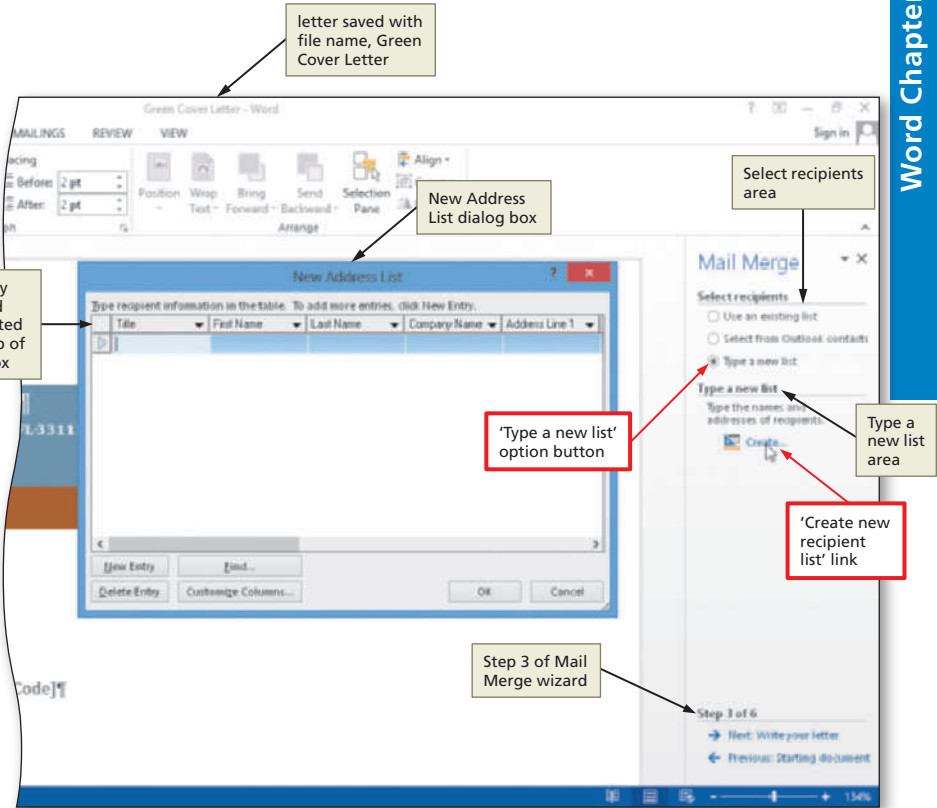 letter saved with
file name, Green
Cover Letter
Word Chapter
Green Cover Letter - Word
MAILINGS REVIEW VIEW
Sign in
acing
Before: 2 pt
After: 2 pt
Position
Wrap Text
Bring Forward
Send Backward
Selection Pane
Align
Arrange
New Address
List dialog box
Select recipients
area
New Address List
Type recipient information in the table. To add more entries, click New Entry.
Title First Name Last Name Company Name Address Line 1
New Entry Find...
Delete Entry Customize Columns... OK Cancel
y
ted
p of
ox
FL 3311
Code]¶
Mail Merge
Select recipients
Use an existing list
Select from Outlook contacts
Type a new list
Type a new list
Type the names and
addresses of recipients.
Create...
'Type a new list'
option button
Type a
new list
area
'Create new
recipient
list' link
Step 3 of Mail
Merge wizard
Step 3 of 6
Next: Write your letter
Previous: Starting document
134%